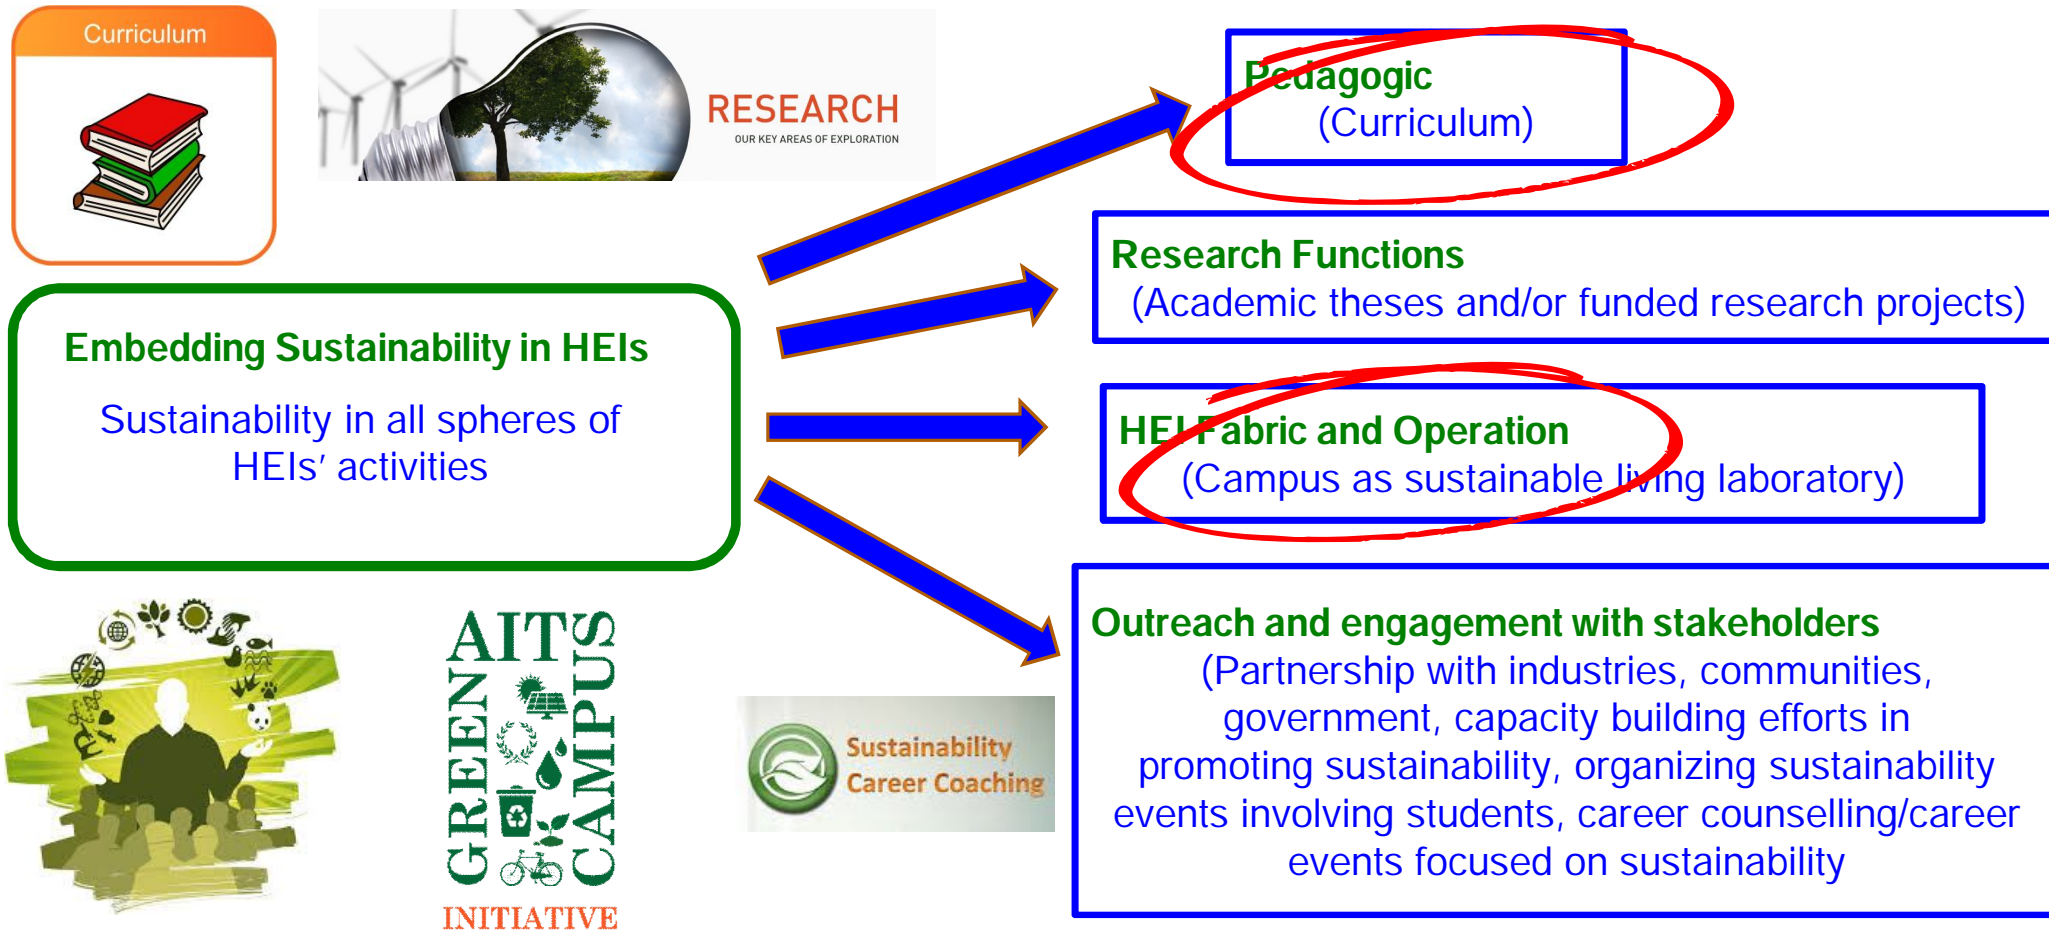 Curriculum
RESEARCH
OUR KEY AREAS OF EXPLORATION
Pedagogic
(Curriculum)
Research Functions
(Academic theses and/or funded research projects)
Embedding Sustainability in HEIs
Sustainability in all spheres of
HEIs’ activities
HEI Fabric and Operation
(Campus as sustainable living laboratory)
Outreach and engagement with stakeholders
(Partnership with industries, communities,
government, capacity building efforts in
promoting sustainability, organizing sustainability
events involving students, career counselling/career
events focused on sustainability
AIT
GREEN
CAMPUS
INITIATIVE
Sustainability
Career Coaching